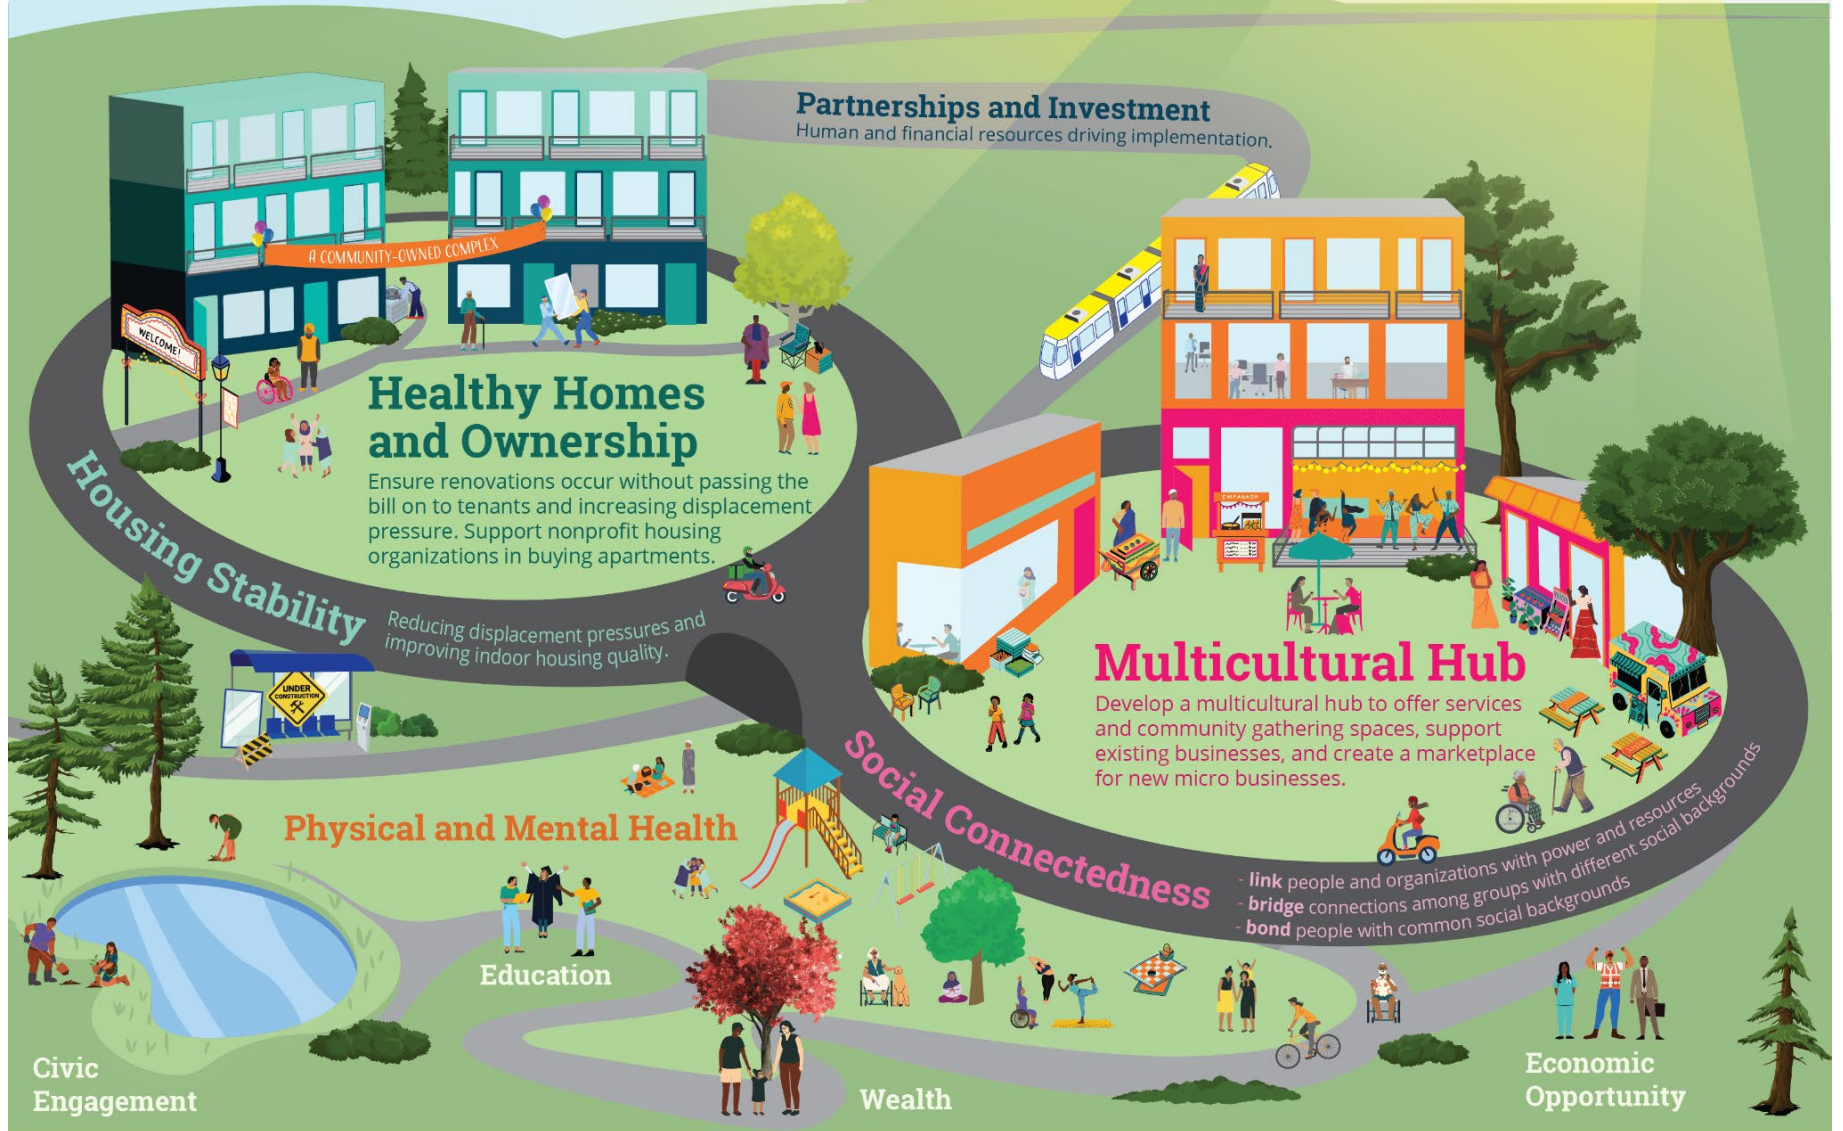 Partnerships and Investment
Human and financial resources driving implementation.
A COMMUNITY-OWNED COMPLEX
WELCOME!
Healthy Homes
and Ownership
Ensure renovations occur without passing the
bill on to tenants and increasing displacement
pressure. Support nonprofit housing
organizations in buying apartments.
Housing Stability
Reducing displacement pressures and
improving indoor housing quality.
UNDER
CONSTRUCTION
EMPANADA
Multicultural Hub
Develop a multicultural hub to offer services
and community gathering spaces, support
existing businesses, and create a marketplace
for new micro businesses.
Social Connectedness
- link people and organizations with power and resources
- bridge connections among groups with different social backgrounds
- bond people with common social backgrounds
Physical and Mental Health
Education
Civic
Engagement
Wealth
Economic
Opportunity